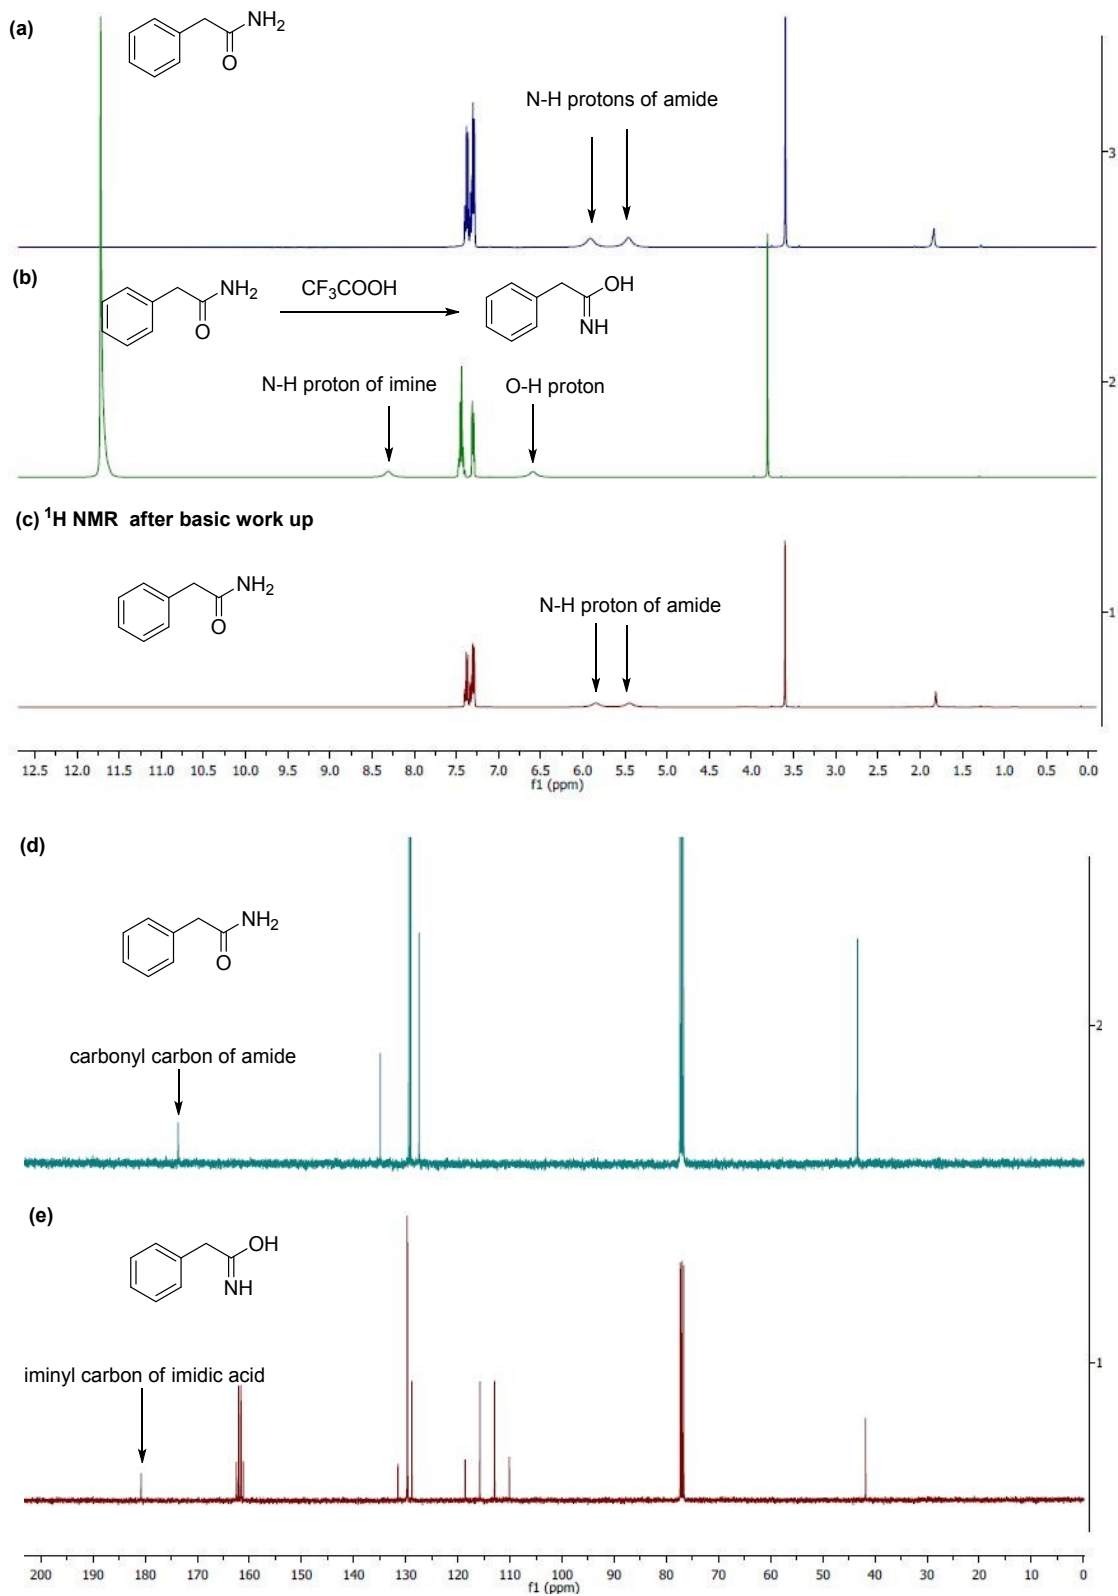 (a)
NH2
O
N-H protons of amide
3
(b)
NH2
O
CF3COOH
OH
NH
N-H proton of imine
O-H proton
2
(c) 1H NMR after basic work up
NH2
O
N-H proton of amide
1
12.5 12.0 11.5 11.0 10.5 10.0 9.5 9.0 8.5 8.0 7.5 7.0 6.5 6.0 5.5 5.0 4.5 4.0 3.5 3.0 2.5 2.0 1.5 1.0 0.5 0.0
f1 (ppm)
(d)
NH2
O
2
carbonyl carbon of amide
(e)
OH
NH
1
iminyl carbon of imidic acid
200 190 180 170 160 150 140 130 120 110 100 90 80 70 60 50 40 30 20 10 0
f1 (ppm)